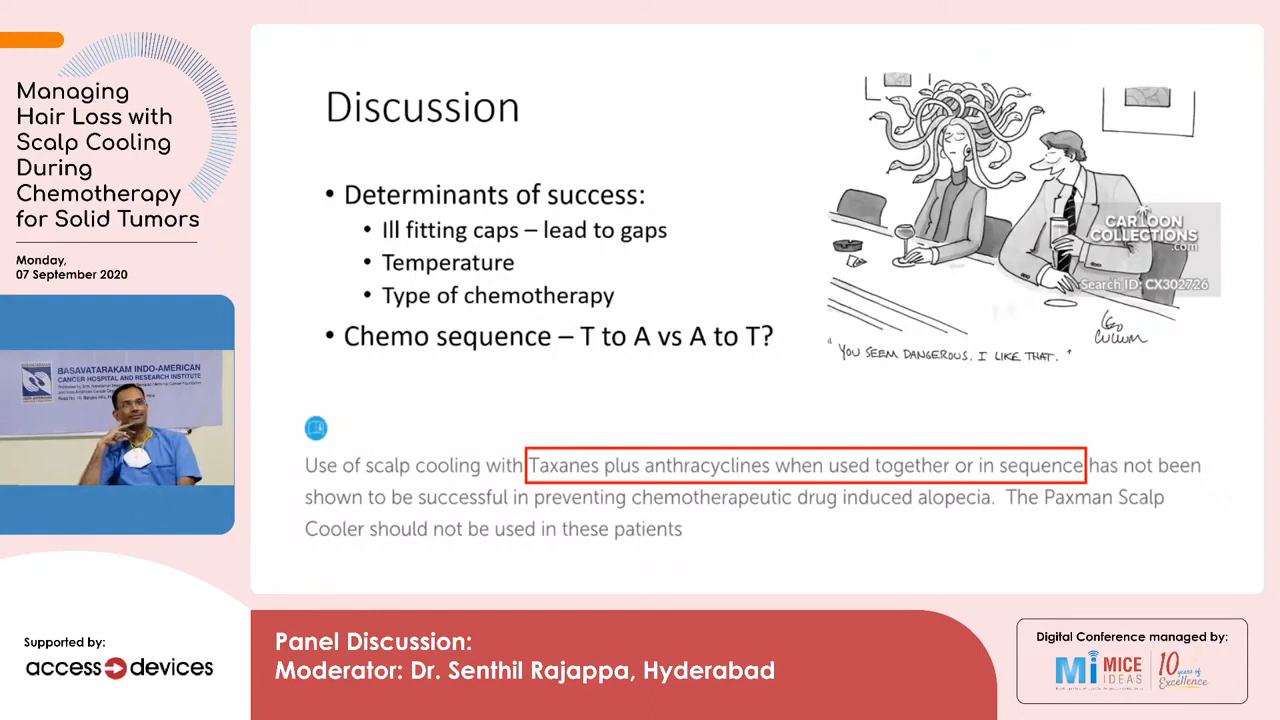 Managing
Hair Loss with
Scalp Cooling
During
Chemotherapy
for Solid Tumors
Monday,
07 September 2020
BASAVATARAKAM INDO-AMERICAN
CANCER HOSPITAL AND RESEARCH INSTITUTE
Supported by:
access devices
Discussion
• Determinants of success:
• Ill fitting caps – lead to gaps
• Temperature
• Type of chemotherapy
• Chemo sequence – T to A vs A to T?
CARTOON
COLLECTIONS
.com
Search ID: CX302726
LEO
CULLUM
"YOU SEEM DANGEROUS. I LIKE THAT."
Use of scalp cooling with Taxanes plus anthracyclines when used together or in sequence has not been
shown to be successful in preventing chemotherapeutic drug induced alopecia. The Paxman Scalp
Cooler should not be used in these patients
Panel Discussion:
Moderator: Dr. Senthil Rajappa, Hyderabad
Digital Conference managed by:
Mi MICE
IDEAS
10 years of
Excellence